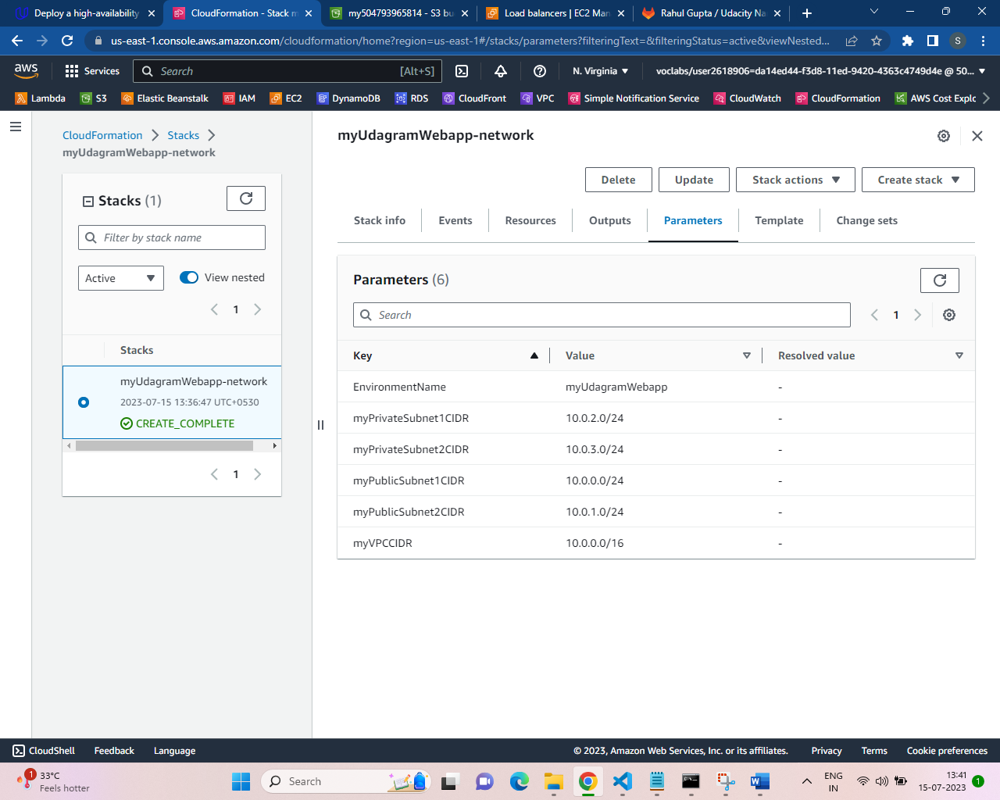 Deploy a high-availability
CloudFormation - Stack m
my504793965814 - S3 bu
Load balancers | EC2 Man
Rahul Gupta / Udacity Na
us-east-1.console.aws.amazon.com/cloudformation/home?region=us-east-1#/stacks/parameters?filteringText=&filteringStatus=active&viewNested...
S
aws
Services
Search
[Alt+S]
N. Virginia
voclabs/user2618906=da14ed44-f3d8-11ed-9420-4363c4749d4e @ 50...
Lambda
S3
Elastic Beanstalk
IAM
EC2
DynamoDB
RDS
CloudFront
VPC
Simple Notification Service
CloudWatch
CloudFormation
AWS Cost Explo
CloudFormation
Stacks
myUdagramWebapp-network
Stacks (1)
Filter by stack name
Active
View nested
1
Stacks
myUdagramWebapp-network
2023-07-15 13:36:47 UTC+0530
CREATE_COMPLETE
1
myUdagramWebapp-network
Delete
Update
Stack actions
Create stack
Stack info
Events
Resources
Outputs
Parameters
Template
Change sets
Parameters (6)
Search
1
Key Value Resolved value
EnvironmentName myUdagramWebapp -
myPrivateSubnet1CIDR 10.0.2.0/24 -
myPrivateSubnet2CIDR 10.0.3.0/24 -
myPublicSubnet1CIDR 10.0.0.0/24 -
myPublicSubnet2CIDR 10.0.1.0/24 -
myVPCCIDR 10.0.0.0/16 -
CloudShell
Feedback
Language
© 2023, Amazon Web Services, Inc. or its affiliates.
Privacy
Terms
Cookie preferences
1
33°C
Feels hotter
Search
ENG
IN
13:41
15-07-2023
1